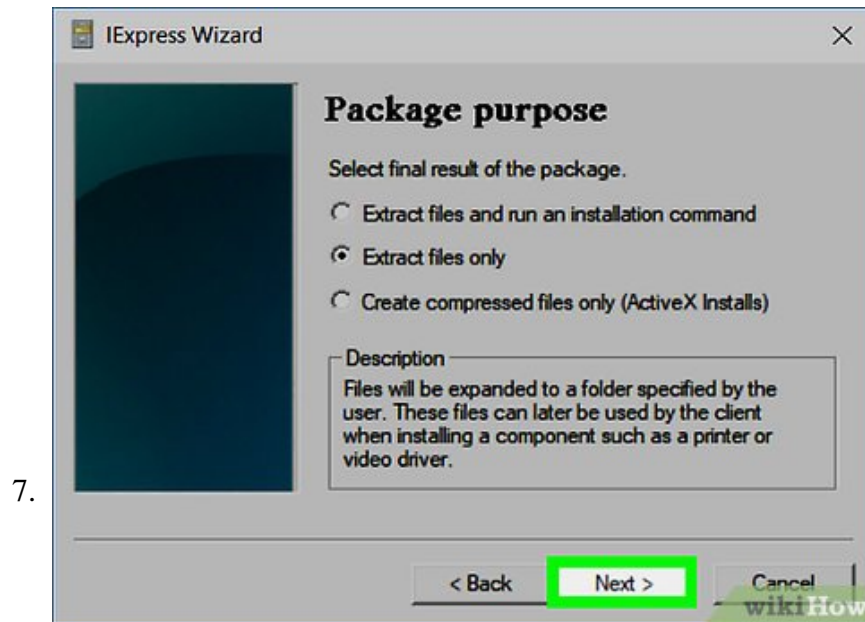 IExpress Wizard
Package purpose
Select final result of the package.
Extract files and run an installation command
Extract files only
Create compressed files only (ActiveX Installs)
Description
Files will be expanded to a folder specified by the
user. These files can later be used by the client
when installing a component such as a printer or
video driver.
7.
< Back Next > Cancel
wikiHow